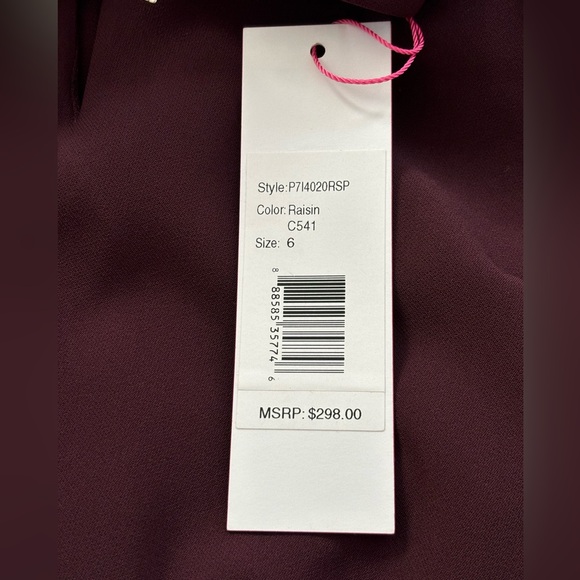 Style:P7I4020RSP
Color: Raisin
C541
Size: 6
8 88585 35774 6
MSRP: $298.00